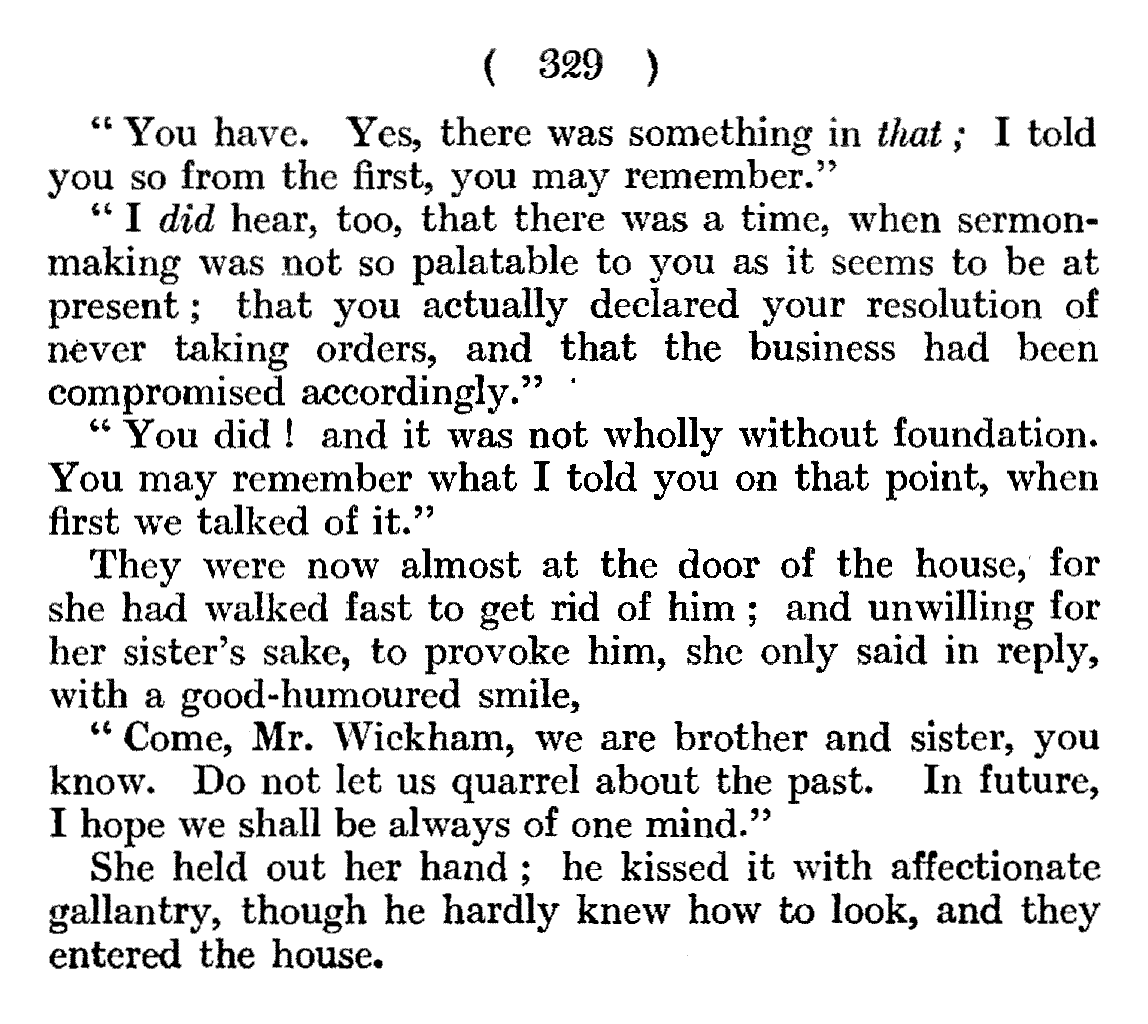 ( 329 )
“ You have. Yes, there was something in that ; I told
you so from the first, you may remember.”
“ I did hear, too, that there was a time, when sermon-
making was not so palatable to you as it seems to be at
present ; that you actually declared your resolution of
never taking orders, and that the business had been
compromised accordingly.”
“ You did ! and it was not wholly without foundation.
You may remember what I told you on that point, when
first we talked of it.”
They were now almost at the door of the house, for
she had walked fast to get rid of him ; and unwilling for
her sister’s sake, to provoke him, she only said in reply,
with a good-humoured smile,
“ Come, Mr. Wickham, we are brother and sister, you
know. Do not let us quarrel about the past. In future,
I hope we shall be always of one mind.”
She held out her hand ; he kissed it with affectionate
gallantry, though he hardly knew how to look, and they
entered the house.